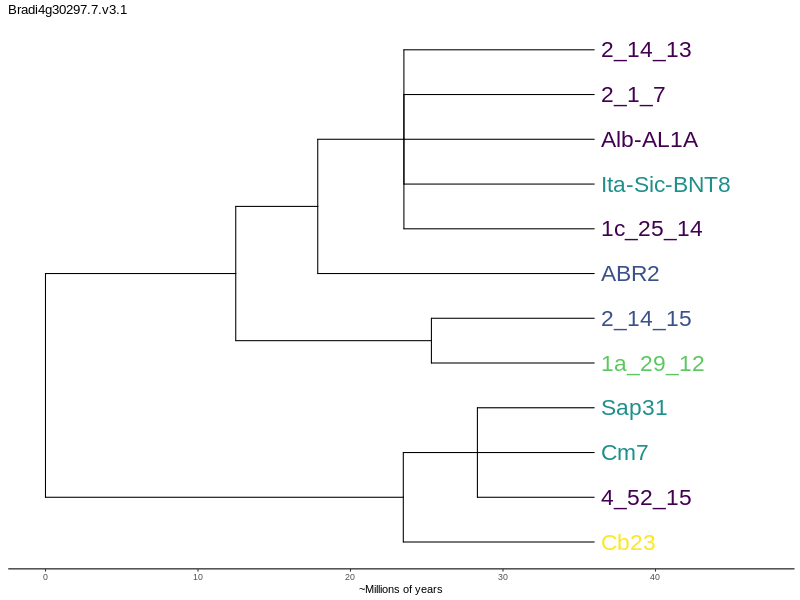 Bradi4g30297.7.v3.1
2_14_13
2_1_7
Alb-AL1A
Ita-Sic-BNT8
1c_25_14
ABR2
2_14_15
1a_29_12
Sap31
Cm7
4_52_15
Cb23
0 10 20 30 40
~Millions of years